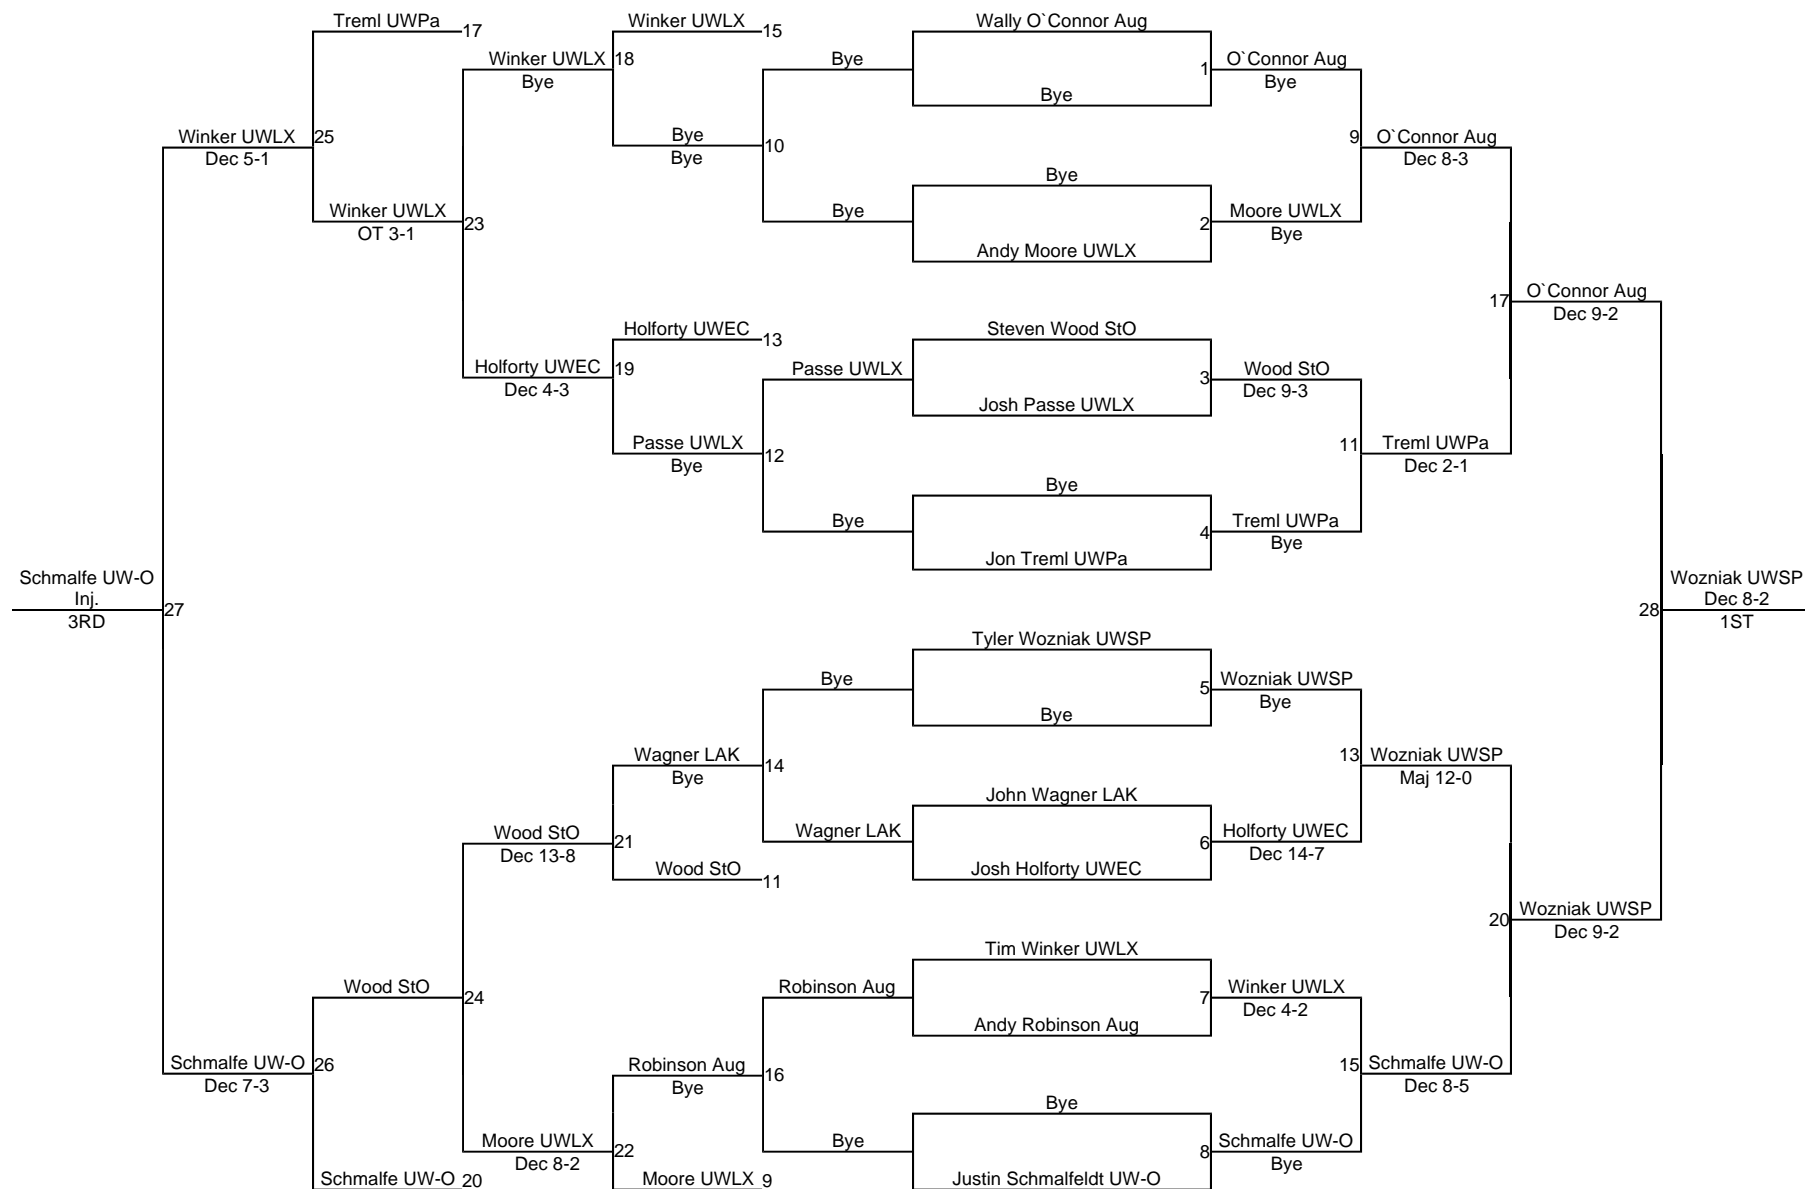 Treml UWPa
17
Winker UWLX
15
Wally O`Connor Aug
Winker UWLX
18
Bye
Bye
1
O`Connor Aug
Bye
Bye
Winker UWLX
25
Dec 5-1
Bye
10
Bye
9
O`Connor Aug
Dec 8-3
Bye
Winker UWLX
23
OT 3-1
Bye
2
Moore UWLX
Bye
Andy Moore UWLX
17
O`Connor Aug
Dec 9-2
Holforty UWEC
13
Steven Wood StO
Holforty UWEC
19
Dec 4-3
Passe UWLX
3
Wood StO
Dec 9-3
Josh Passe UWLX
Passe UWLX
12
Bye
11
Treml UWPa
Dec 2-1
Bye
Bye
4
Treml UWPa
Bye
Jon Treml UWPa
Schmalfe UW-O
Inj.
27
3RD
Wozniak UWSP
Dec 8-2
28
1ST
Tyler Wozniak UWSP
Bye
5
Wozniak UWSP
Bye
Bye
Wagner LAK
14
Bye
13
Wozniak UWSP
Maj 12-0
John Wagner LAK
Wood StO
21
Dec 13-8
Wagner LAK
6
Holforty UWEC
Dec 14-7
Josh Holforty UWEC
Wood StO
11
20
Wozniak UWSP
Dec 9-2
Tim Winker UWLX
Wood StO
24
Robinson Aug
7
Winker UWLX
Dec 4-2
Andy Robinson Aug
Schmalfe UW-O
26
Dec 7-3
Robinson Aug
16
Bye
15
Schmalfe UW-O
Dec 8-5
Bye
Moore UWLX
22
Dec 8-2
Bye
8
Schmalfe UW-O
Bye
Schmalfe UW-O
20
Moore UWLX
9
Justin Schmalfeldt UW-O